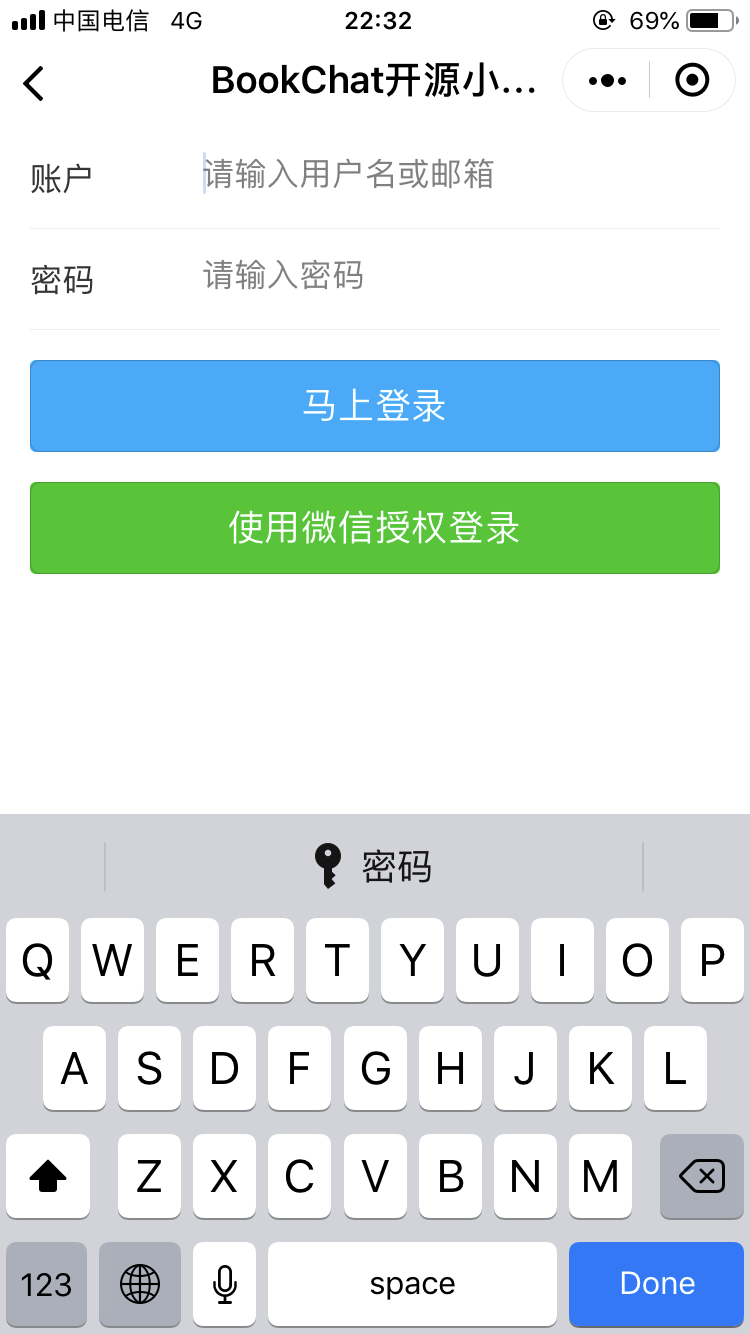 中国电信 4G 22:32 69%
BookChat开源小...
账户 请输入用户名或邮箱
密码 请输入密码
马上登录
使用微信授权登录
密码
Q W E R T Y U I O P
A S D F G H J K L
Z X C V B N M
123 space Done